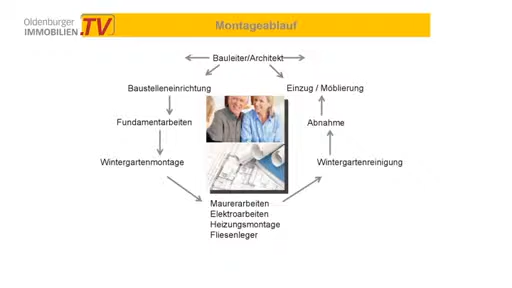 Oldenburger
IMMOBILIEN.TV
Montageablauf
Bauleiter/Architekt
Baustelleneinrichtung
Einzug / Möblierung
Fundamentarbeiten
Abnahme
Wintergartenmontage
Wintergartenreinigung
Maurerarbeiten
Elektroarbeiten
Heizungsmontage
Fliesenleger